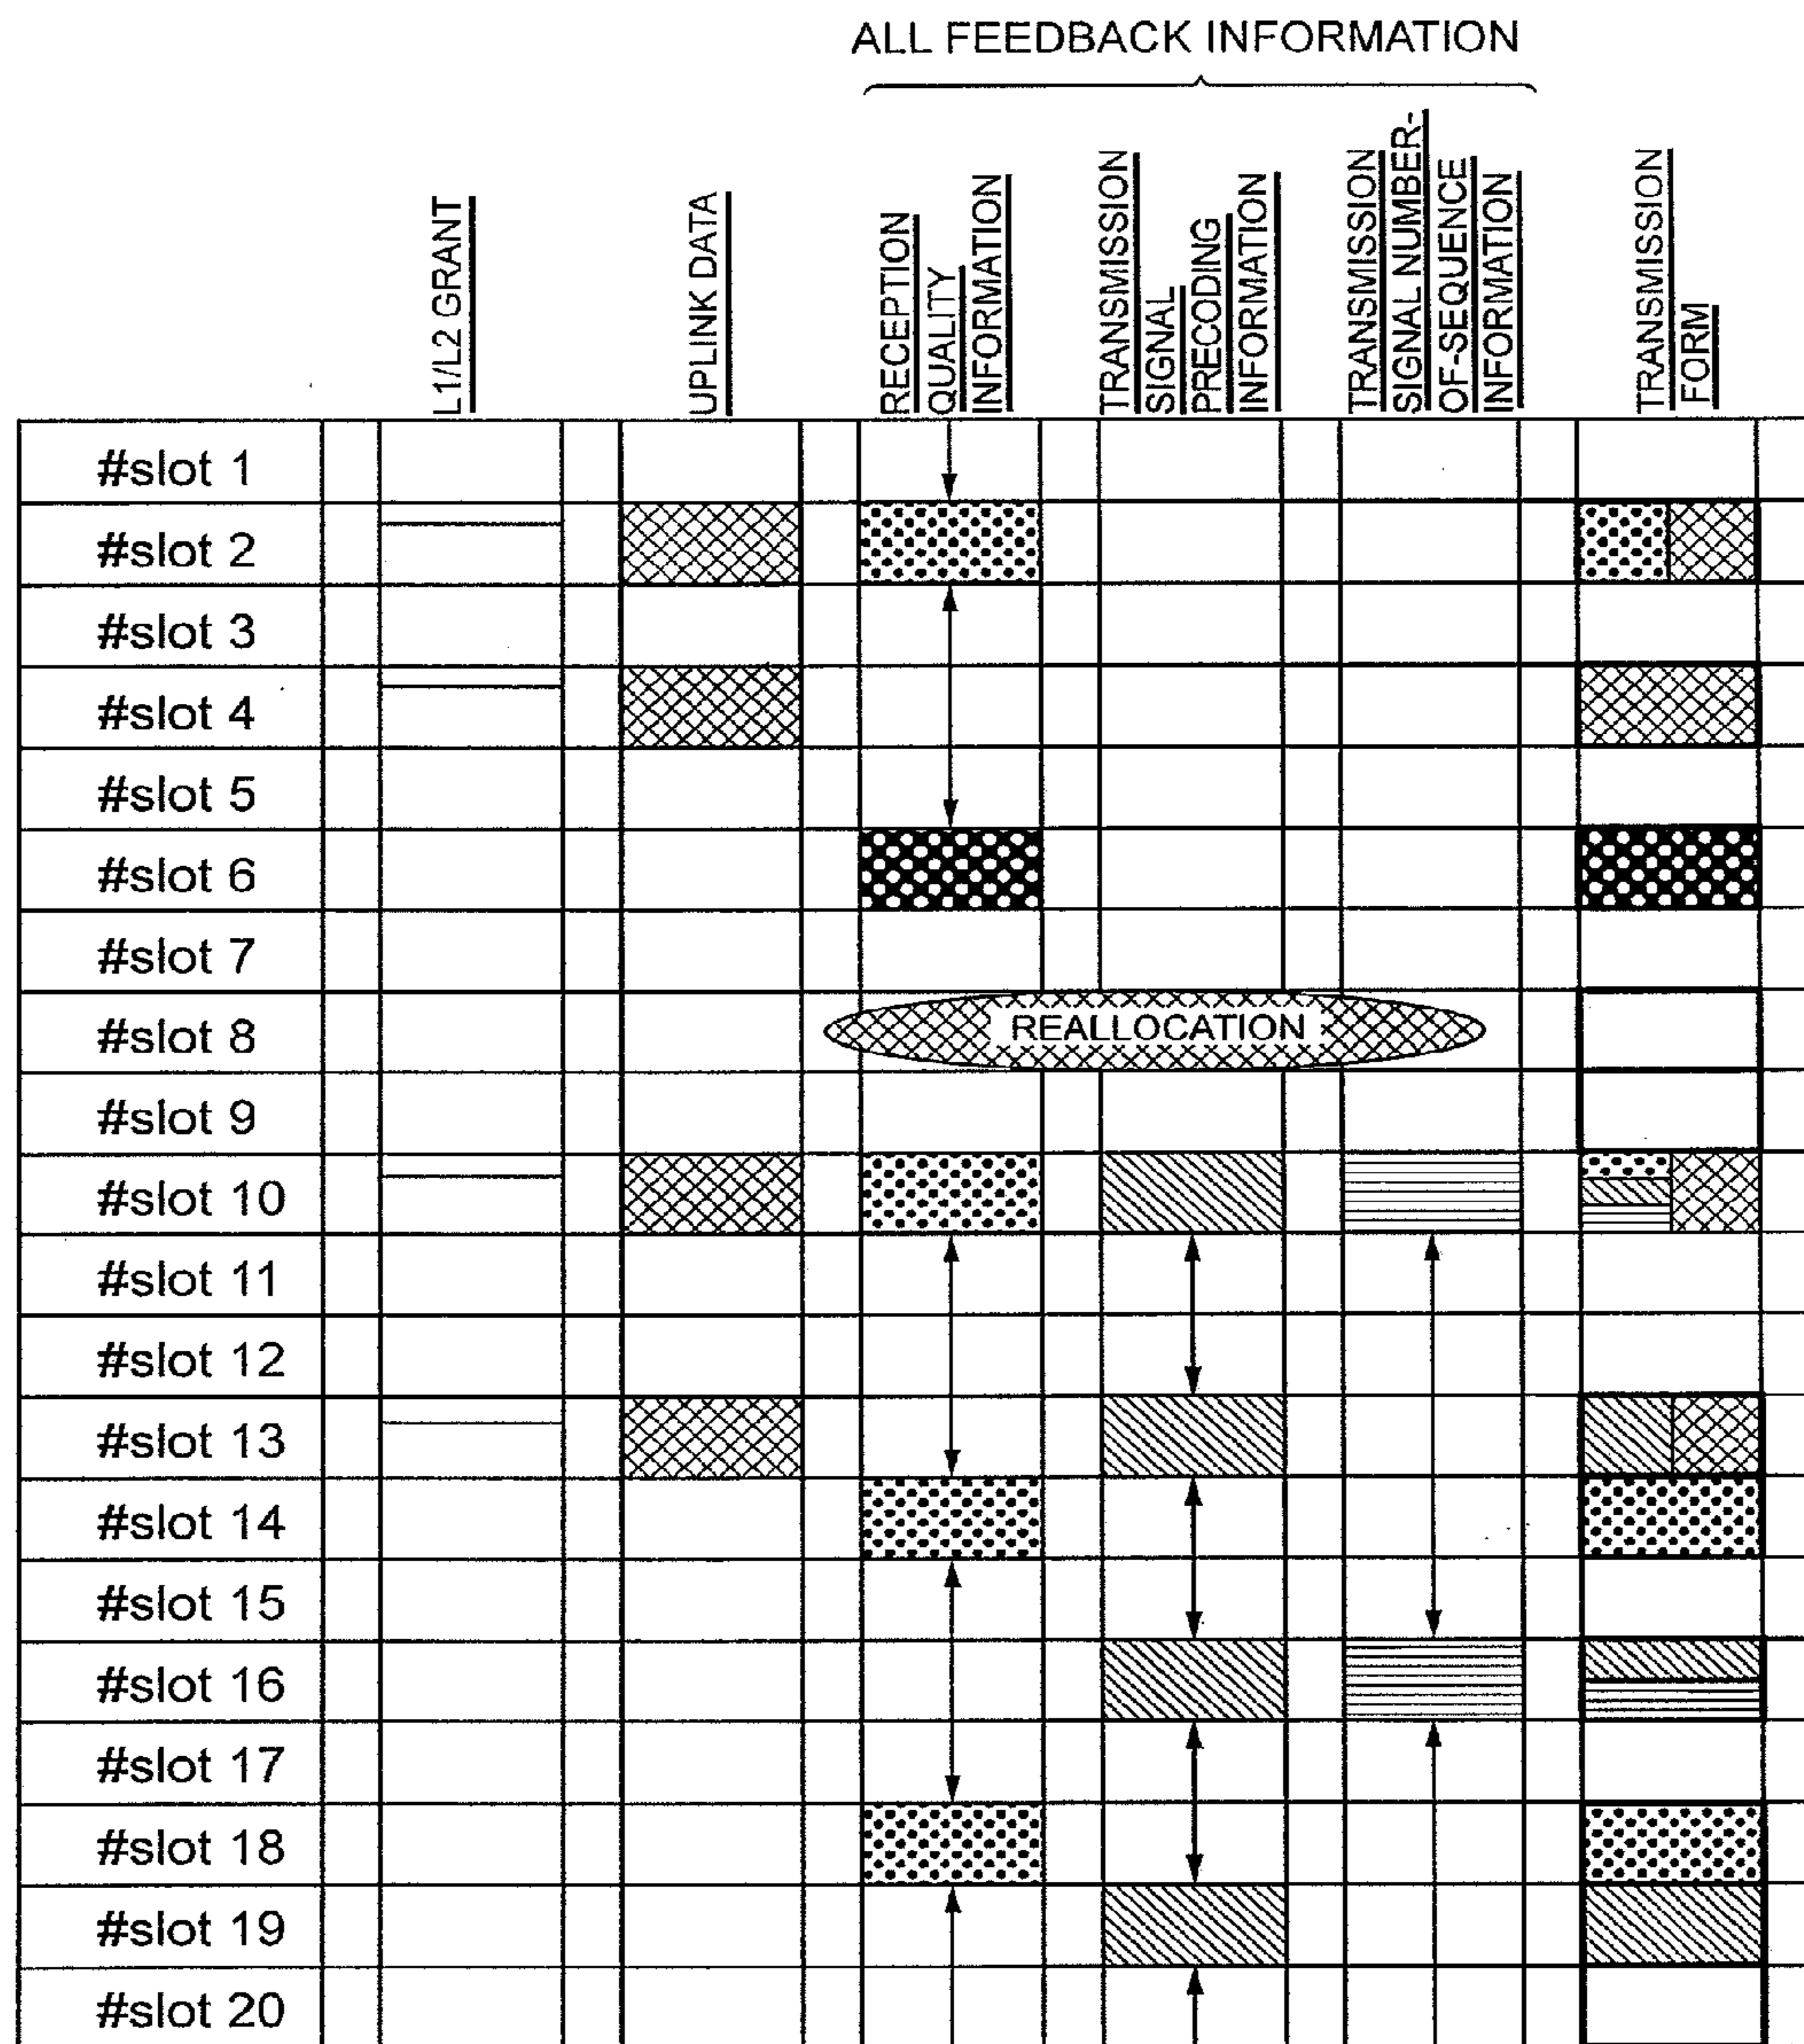 ALL FEEDBACK INFORMATION
L1/L2 GRANT
UPLINK DATA
RECEPTION
QUALITY
INFORMATION
TRANSMISSION
SIGNAL
PRECODING
INFORMATION
TRANSMISSION
SIGNAL NUMBER-
OF-SEQUENCE
INFORMATION
TRANSMISSION
FORM
#slot 1
#slot 2
#slot 3
#slot 4
#slot 5
#slot 6
#slot 7
#slot 8
REALLOCATION
#slot 9
#slot 10
#slot 11
#slot 12
#slot 13
#slot 14
#slot 15
#slot 16
#slot 17
#slot 18
#slot 19
#slot 20